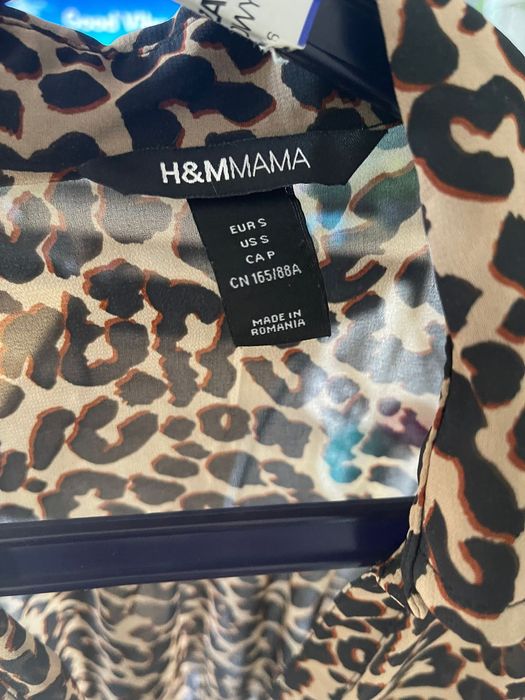 H&MMAMA
EUR S
US S
CA P
CN 165/88A
MADE IN
ROMANIA